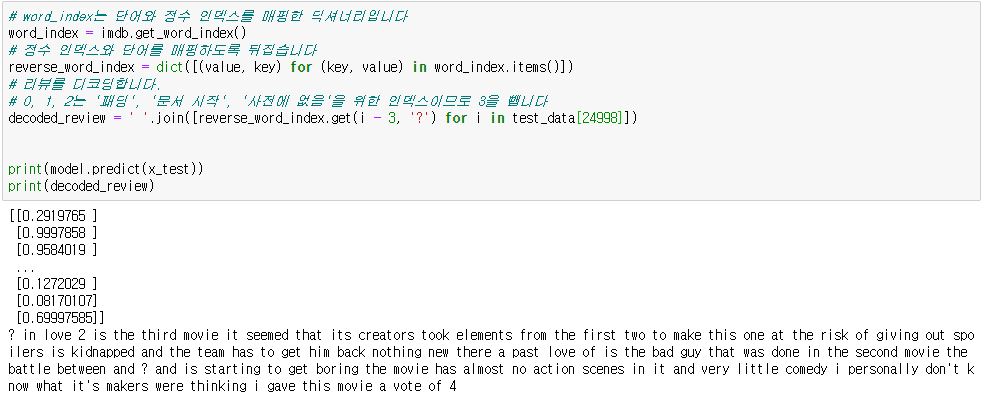 # word_index는 단어와 정수 인덱스를 매핑한 딕셔너리입니다
word_index = imdb.get_word_index()
# 정수 인덱스와 단어를 매핑하도록 뒤집습니다
reverse_word_index = dict([(value, key) for (key, value) in word_index.items()])
# 리뷰를 디코딩합니다.
# 0, 1, 2는 '패딩', '문서 시작', '사전에 없음'을 위한 인덱스이므로 3을 뺍니다
decoded_review = ' '.join([reverse_word_index.get(i - 3, '?') for i in test_data[24998]])
print(model.predict(x_test))
print(decoded_review)
[[0.2919765 ]
[0.9997858 ]
[0.9584019 ]
...
[0.1272029 ]
[0.08170107]
[0.69997585]]
? in love 2 is the third movie it seemed that its creators took elements from the first two to make this one at the risk of giving out spo
ilers is kidnapped and the team has to get him back nothing new there a past love of is the bad guy that was done in the second movie the
battle between and ? and is starting to get boring the movie has almost no action scenes in it and very little comedy i personally don't k
now what it's makers were thinking i gave this movie a vote of 4